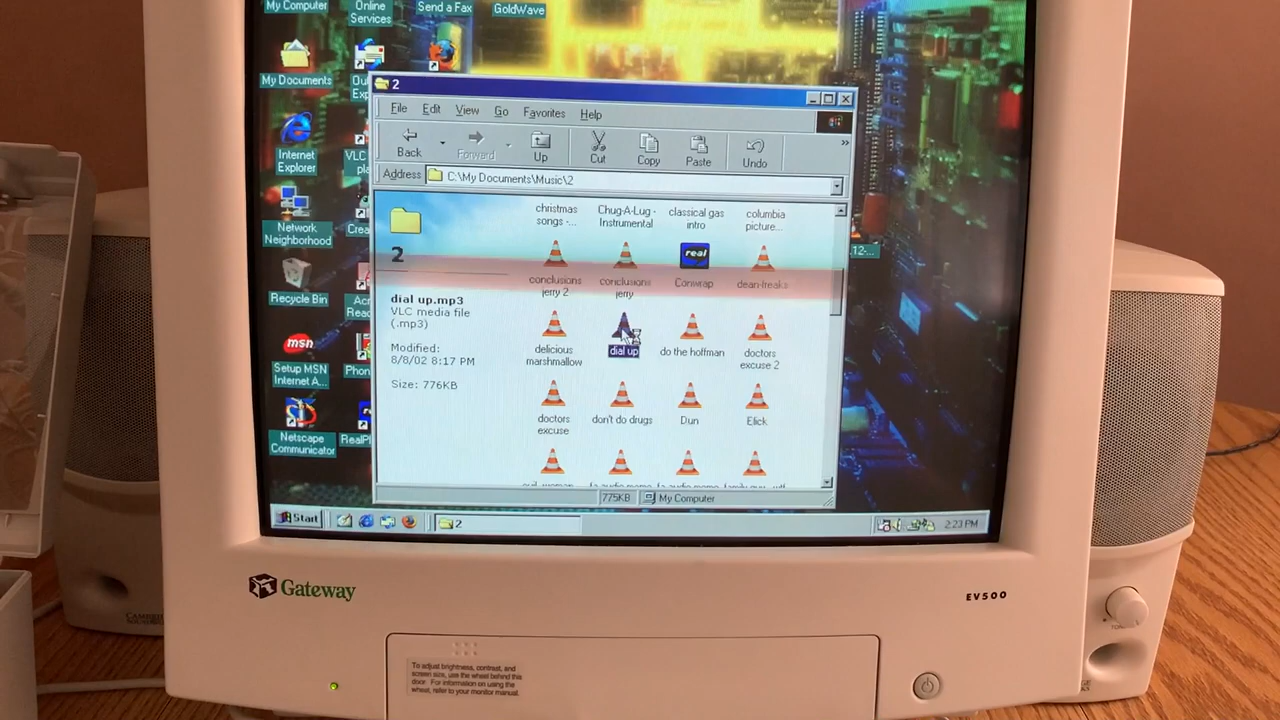 My Computer
Online
Services
Send a Fax
GoldWave
My Documents
Internet
Explorer
VLC
Network
Neighborhood
Recycle Bin
msn
Setup MSN
Internet A...
Netscape
Communicator
2
File Edit View Go Favorites Help
Back
Forward
Up
Cut
Copy
Paste
Undo
»
Address
C:\My Documents\Music\2
2
dial up.mp3
VLC media file
(.mp3)
Modified:
8/8/02 8:17 PM
Size: 776KB
christmas
songs -...
Chug-A-Lug -
Instrumental
classical gas
intro
columbia
picture...
conclusions
jerry 2
conclusions
jerry
real
Conwrap
dean-freaks
delicious
marshmallow
dial up
do the hoffman
doctors
excuse 2
doctors
excuse
don't do drugs
Dun
Elick
775KB
My Computer
12-...
Start
2
2:23 PM
Gateway
EV500
To adjust brightness, contrast, and
screen size, use the wheel behind this
door. For information on using the
wheel, refer to your monitor manual.